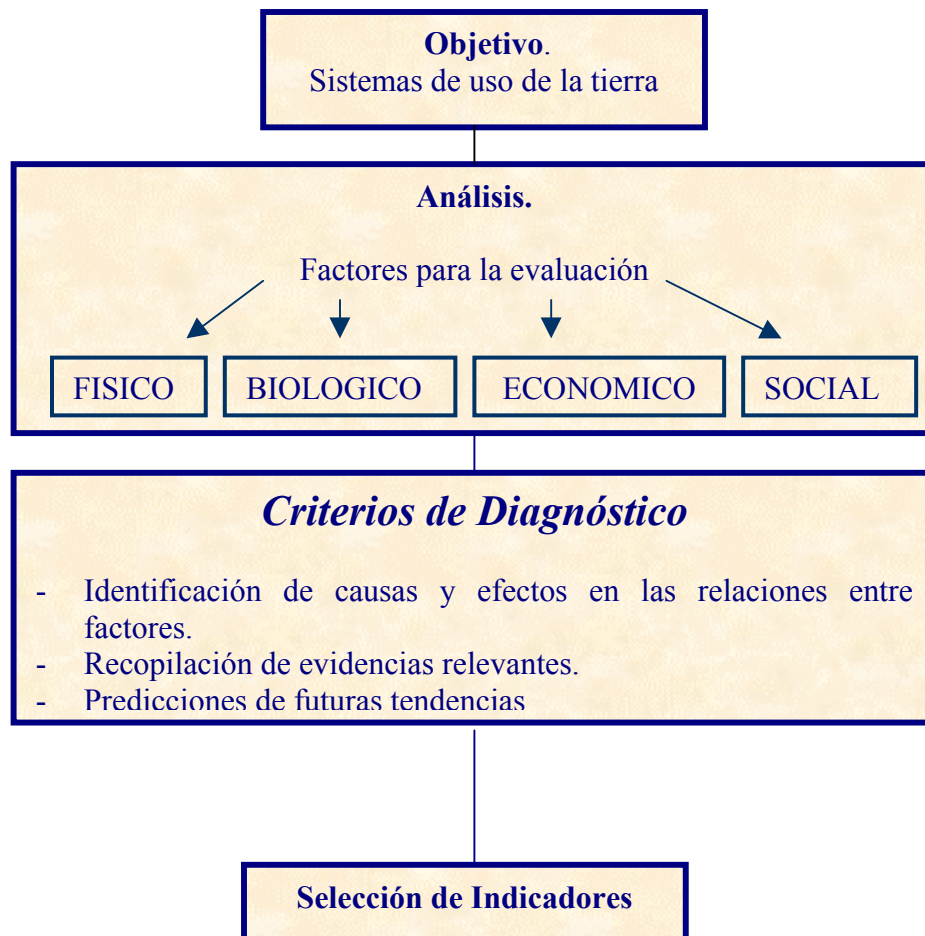 Objetivo.
Sistemas de uso de la tierra
Análisis.
Factores para la evaluación
FISICO
BIOLOGICO
ECONOMICO
SOCIAL
Criterios de Diagnóstico
- Identificación de causas y efectos en las relaciones entre
factores.
- Recopilación de evidencias relevantes.
- Predicciones de futuras tendencias
Selección de Indicadores